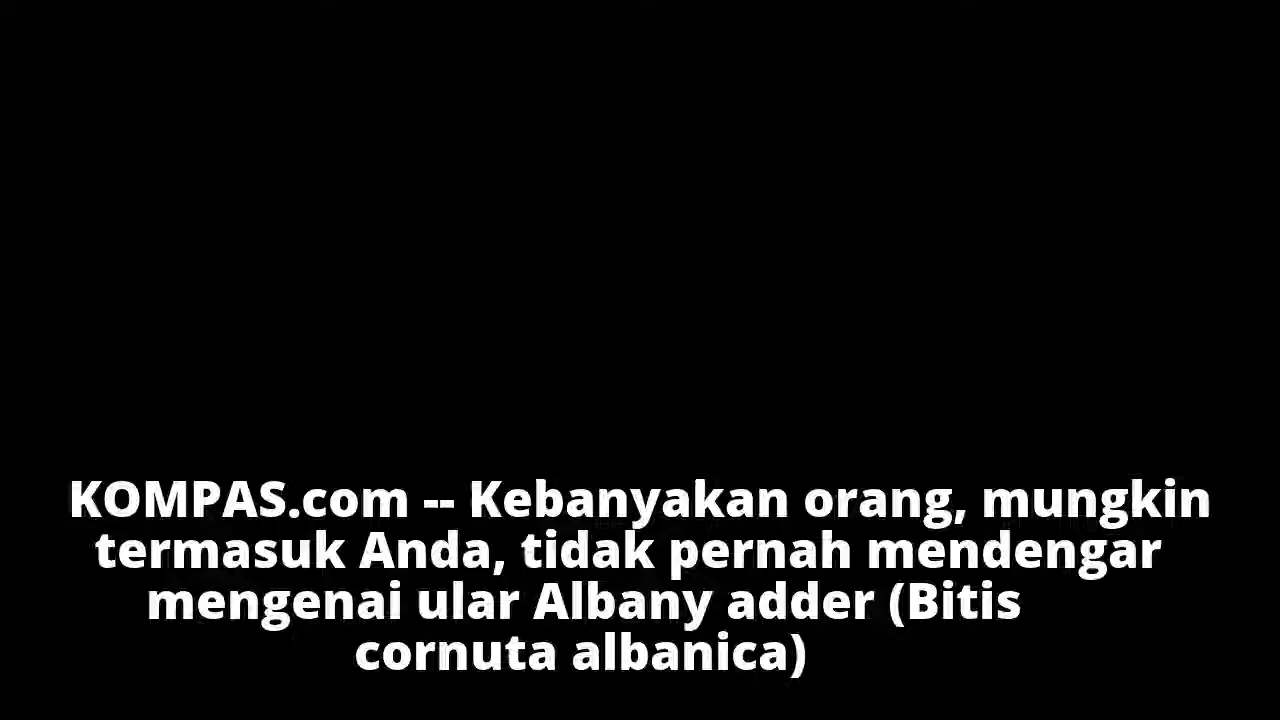 KOMPAS.com -- Kebanyakan orang, mungkin
termasuk Anda, tidak pernah mendengar
mengenai ular Albany adder (Bitis
cornuta albanica)